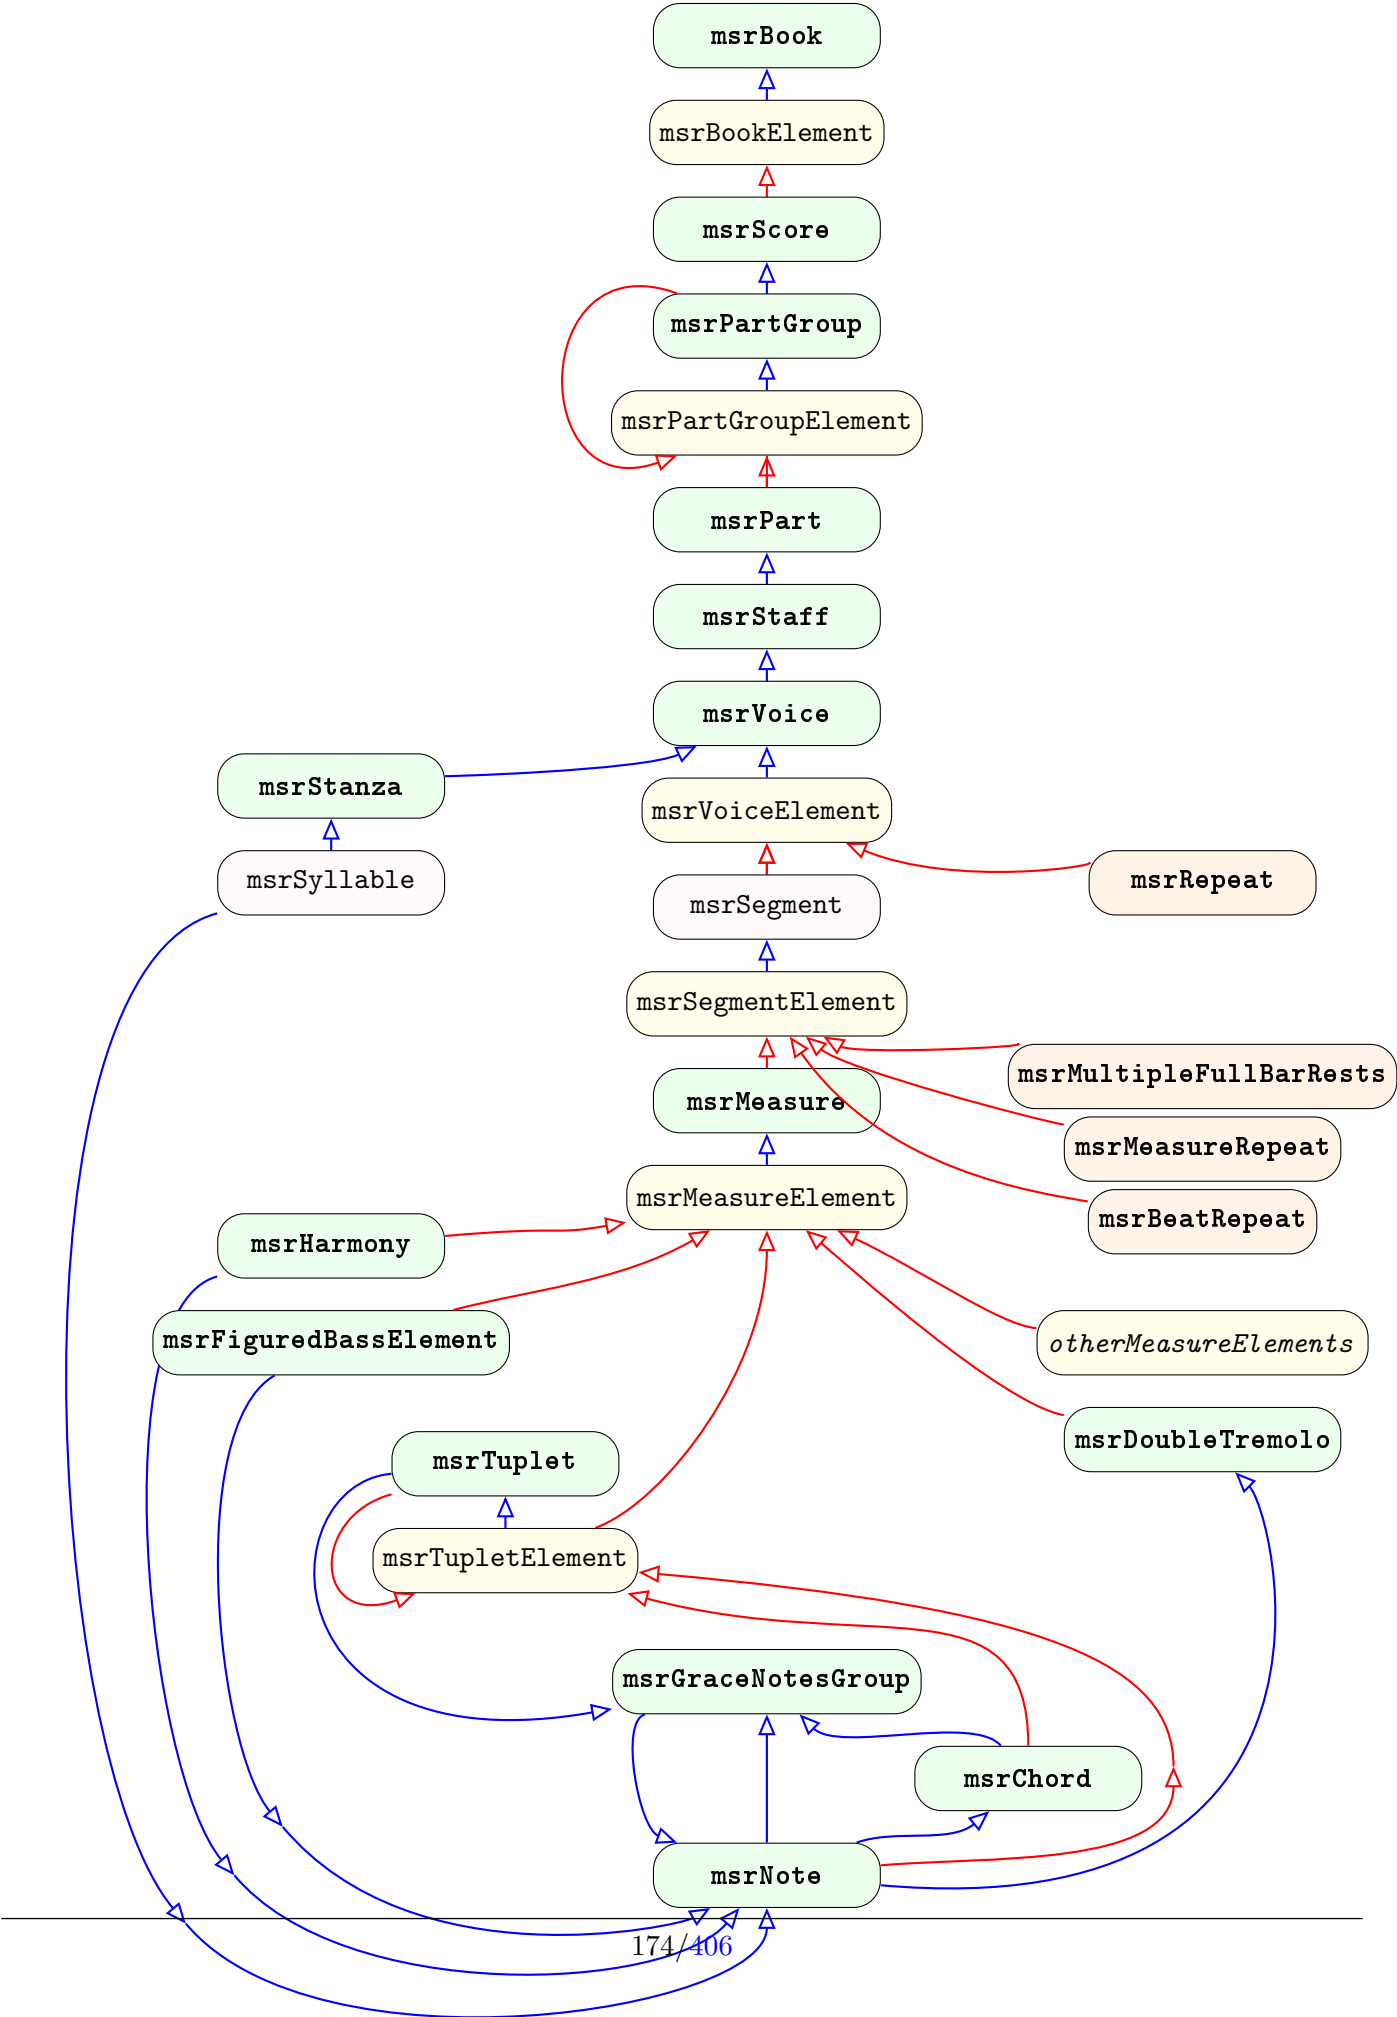 msrBook
msrBookElement
msrScore
msrPartGroup
msrPartGroupElement
msrPart
msrStaff
msrVoice
msrStanza
msrVoiceElement
msrSyllable
msrRepeat
msrSegment
msrSegmentElement
msrMultipleFullBarRests
msrMeasure
msrMeasureRepeat
msrMeasureElement
msrBeatRepeat
msrHarmony
msrFiguredBassElement
otherMeasureElements
msrDoubleTremolo
msrTuplet
msrTupletElement
msrGraceNotesGroup
msrChord
msrNote
174/406